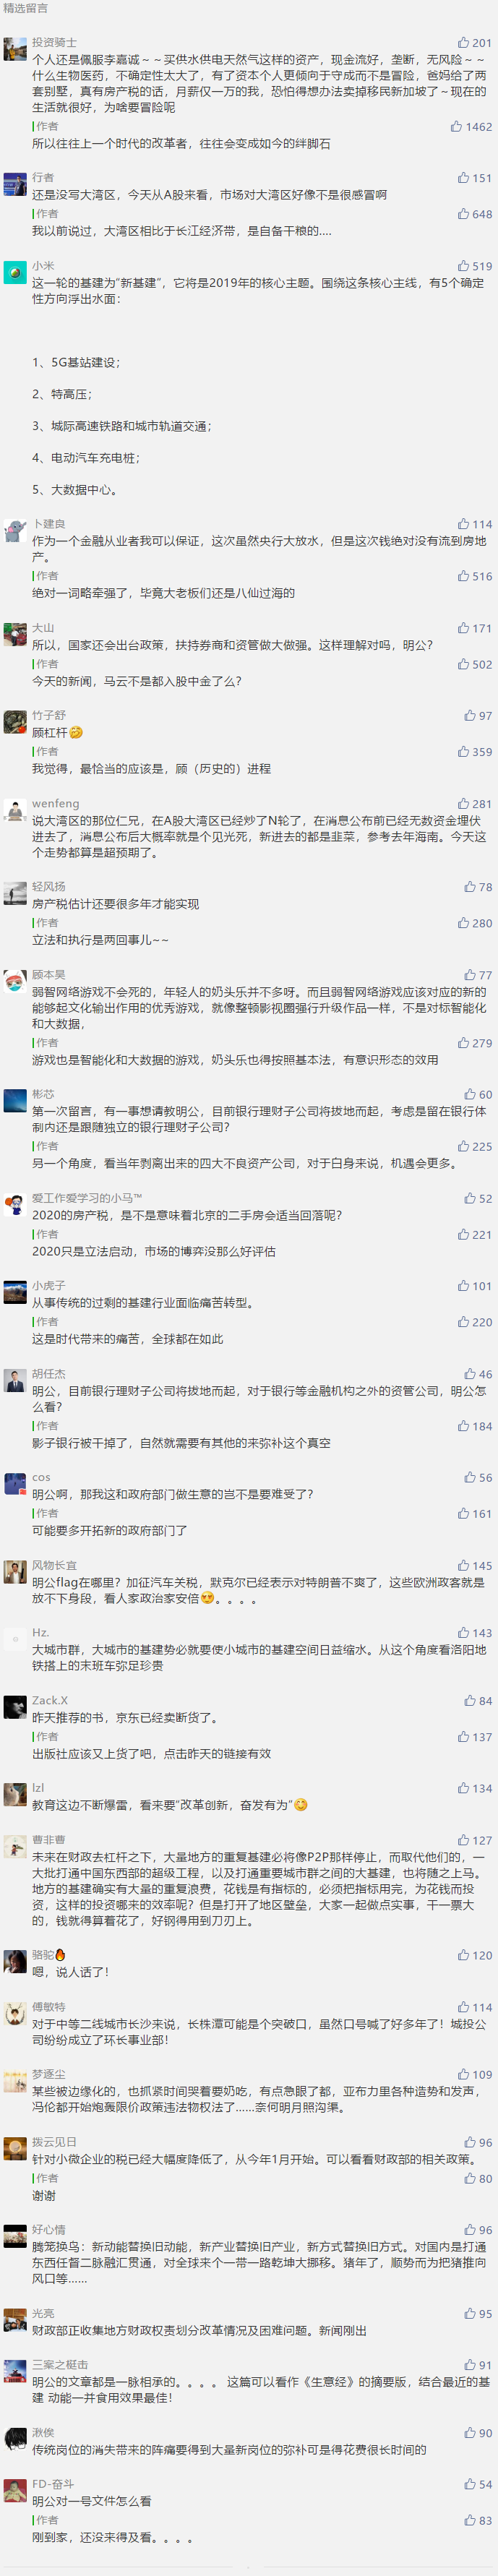 精选留言
投资骑士 201
个人还是佩服李嘉诚～～买供水供电天然气这样的资产，现金流好，垄断，无风险～～
什么生物医药，不确定性太大了，有了资本个人更倾向于守成而不是冒险，爸妈给了两
套别墅，真有房产税的话，月薪仅一万的我，恐怕得想办法卖掉移民新加坡了～现在的
生活就很好，为啥要冒险呢
作者 1462
所以往往上一个时代的改革者，往往会变成如今的绊脚石
行者 151
还是没写大湾区，今天从A股来看，市场对大湾区好像不是很感冒啊
作者 648
我以前说过，大湾区相比于长江经济带，是自备干粮的....
小米 519
这一轮的基建为“新基建”，它将是2019年的核心主题。围绕这条核心主线，有5个确定
性方向浮出水面：
1、5G基站建设；
2、特高压；
3、城际高速铁路和城市轨道交通；
4、电动汽车充电桩；
5、大数据中心。
卜建良 114
作为一个金融从业者我可以保证，这次虽然央行大放水，但是这次钱绝对没有流到房地
产。
作者 516
绝对一词略牵强了，毕竟大老板们还是八仙过海的
大山 171
所以，国家还会出台政策，扶持券商和资管做大做强。这样理解对吗，明公？
作者 502
今天的新闻，马云不是都入股中金了么？
竹子舒 97
顾杠杆🤣
作者 359
我觉得，最恰当的应该是，顾（历史的）进程
wenfeng 281
说大湾区的那位仁兄，在A股大湾区已经炒了N轮了，在消息公布前已经无数资金埋伏
进去了，消息公布后大概率就是个见光死，新进去的都是韭菜，参考去年海南。今天这
个走势都算是超预期了。
轻风扬 78
房产税估计还要很多年才能实现
作者 280
立法和执行是两回事儿~~
顾本昊 77
弱智网络游戏不会死的，年轻人的奶头乐并不多呀。而且弱智网络游戏应该对应的新的
能够起文化输出作用的优秀游戏，就像整顿影视圈强行升级作品一样，不是对标智能化
和大数据，
作者 279
游戏也是智能化和大数据的游戏，奶头乐也得按照基本法，有意识形态的效用
彬芯 60
第一次留言，有一事想请教明公，目前银行理财子公司将拔地而起，考虑是留在银行体
制内还是跟随独立的银行理财子公司？
作者 225
另一个角度，看当年剥离出来的四大不良资产公司，对于白身来说，机遇会更多。
爱工作爱学习的小马™ 52
2020的房产税，是不是意味着北京的二手房会适当回落呢？
作者 221
2020只是立法启动，市场的博弈没那么好评估
小虎子 101
从事传统的过剩的基建行业面临痛苦转型。
作者 220
这是时代带来的痛苦，全球都在如此
胡任杰 46
明公，目前银行理财子公司将拔地而起，对于银行等金融机构之外的资管公司，明公怎
么看？
作者 184
影子银行被干掉了，自然就需要有其他的来弥补这个真空
cos 56
明公啊，那我这和政府部门做生意的岂不是要难受了？
作者 161
可能要多开拓新的政府部门了
风物长宜 145
明公flag在哪里？加征汽车关税，默克尔已经表示对特朗普不爽了，这些欧洲政客就是
放不下身段，看人家政治家安倍😍。。。。
Hz. 143
大城市群，大城市的基建势必就要使小城市的基建空间日益缩水。从这个角度看洛阳地
铁搭上的末班车弥足珍贵
Zack.X 84
昨天推荐的书，京东已经卖断货了。
作者 137
出版社应该又上货了吧，点击昨天的链接有效
lzl 134
教育这边不断爆雷，看来要“改革创新，奋发有为”😊
曹非曹 127
未来在财政去杠杆之下，大量地方的重复基建必将像P2P那样停止，而取代他们的，一
大批打通中国东西部的超级工程，以及打通重要城市群之间的大基建，也将随之上马。
地方的基建确实有大量的重复浪费，花钱是有指标的，必须把指标用完，为花钱而投
资，这样的投资哪来的效率呢？但是打开了地区壁垒，大家一起做点实事，干一票大
的，钱就得算着花了，好钢得用到刀刃上。
骆驼🔥 120
嗯，说人话了！
傅敏特 114
对于中等二线城市长沙来说，长株潭可能是个突破口，虽然口号喊了好多年了！城投公
司纷纷成立了环长事业部！
梦逐尘 109
某些被边缘化的，也抓紧时间哭着要奶吃，有点急眼了都，亚布力里各种造势和发声，
冯伦都开始炮轰限价政策违法物权法了......奈何明月照沟渠。
拨云见日 96
针对小微企业的税已经大幅度降低了，从今年1月开始。可以看看财政部的相关政策。
作者 80
谢谢
好心情 96
腾笼换鸟：新动能替换旧动能，新产业替换旧产业，新方式替换旧方式。对国内是打通
东西任督二脉融汇贯通，对全球来个一带一路乾坤大挪移。猪年了，顺势而为把猪推向
风口等……
光亮 95
财政部正收集地方财政权责划分改革情况及困难问题。新闻刚出
三案之梃击 91
明公的文章都是一脉相承的。。。。 这篇可以看作《生意经》的摘要版，结合最近的基
建 动能一并食用效果最佳！
湫俟 90
传统岗位的消失带来的阵痛要得到大量新岗位的弥补可是得花费很长时间的
FD-奋斗 54
明公对一号文件怎么看
作者 83
刚到家，还没来得及看。。。。